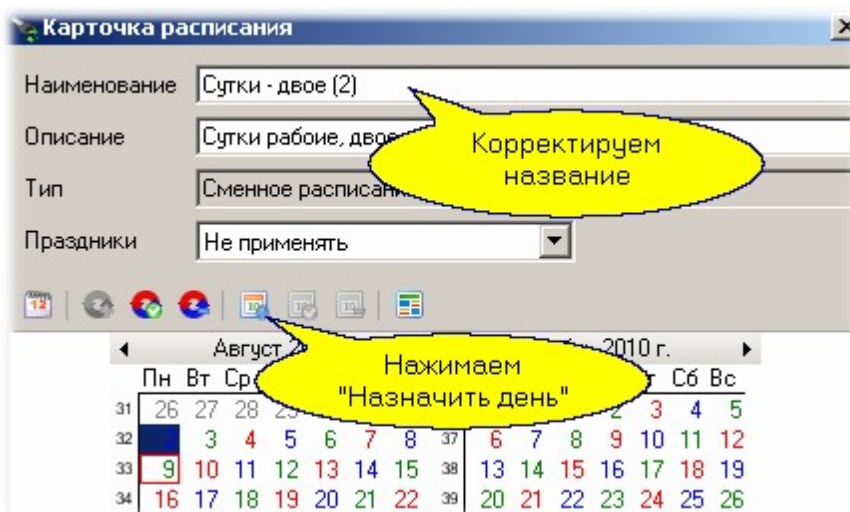 Карточка расписания
Наименование Сутки - двое (2)
Описание Сутки рабоие, двое
Корректируем
название
Тип Сменное расписани
Праздники Не применять
Август 2010 г.
Нажимаем
"Назначить день"
Пн Вт Ср Сб Вс
31 26 27 28 2 3 4 5
32 2 3 4 5 6 7 8 37 6 7 8 9 10 11 12
33 9 10 11 12 13 14 15 38 13 14 15 16 17 18 19
34 16 17 18 19 20 21 22 39 20 21 22 23 24 25 26